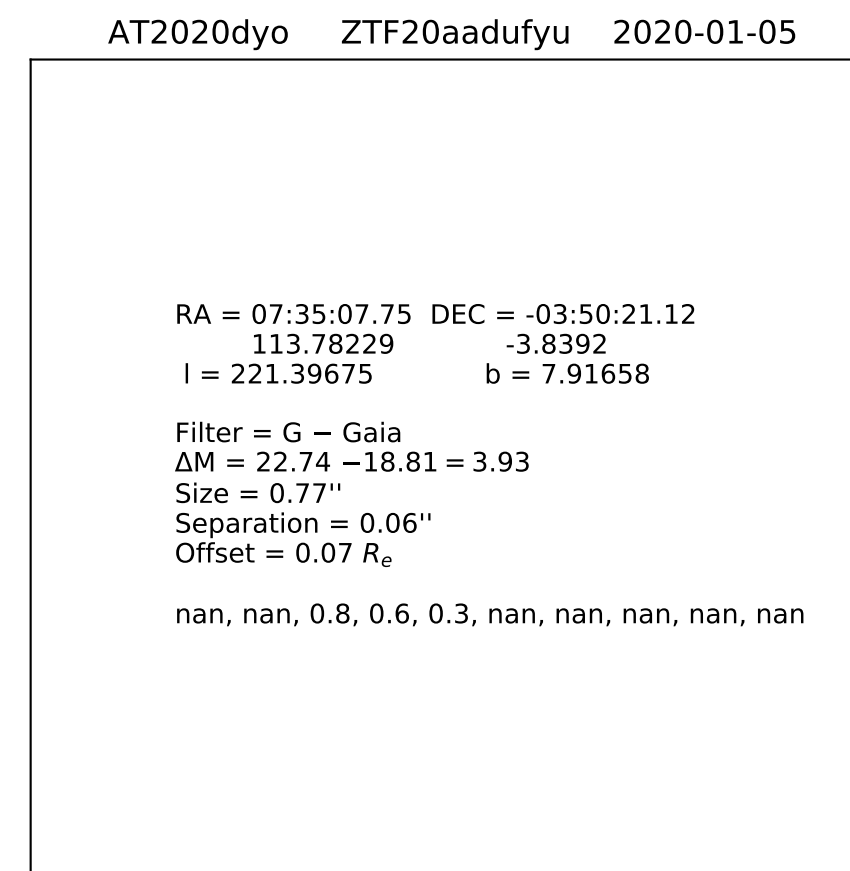 AT2020dyo ZTF20aadufyu 2020-01-05
RA = 07:35:07.75 DEC = -03:50:21.12
113.78229 -3.8392
l = 221.39675 b = 7.91658
Filter = G − Gaia
ΔM = 22.74 −18.81 = 3.93
Size = 0.77''
Separation = 0.06''
Offset = 0.07 Re
nan, nan, 0.8, 0.6, 0.3, nan, nan, nan, nan, nan